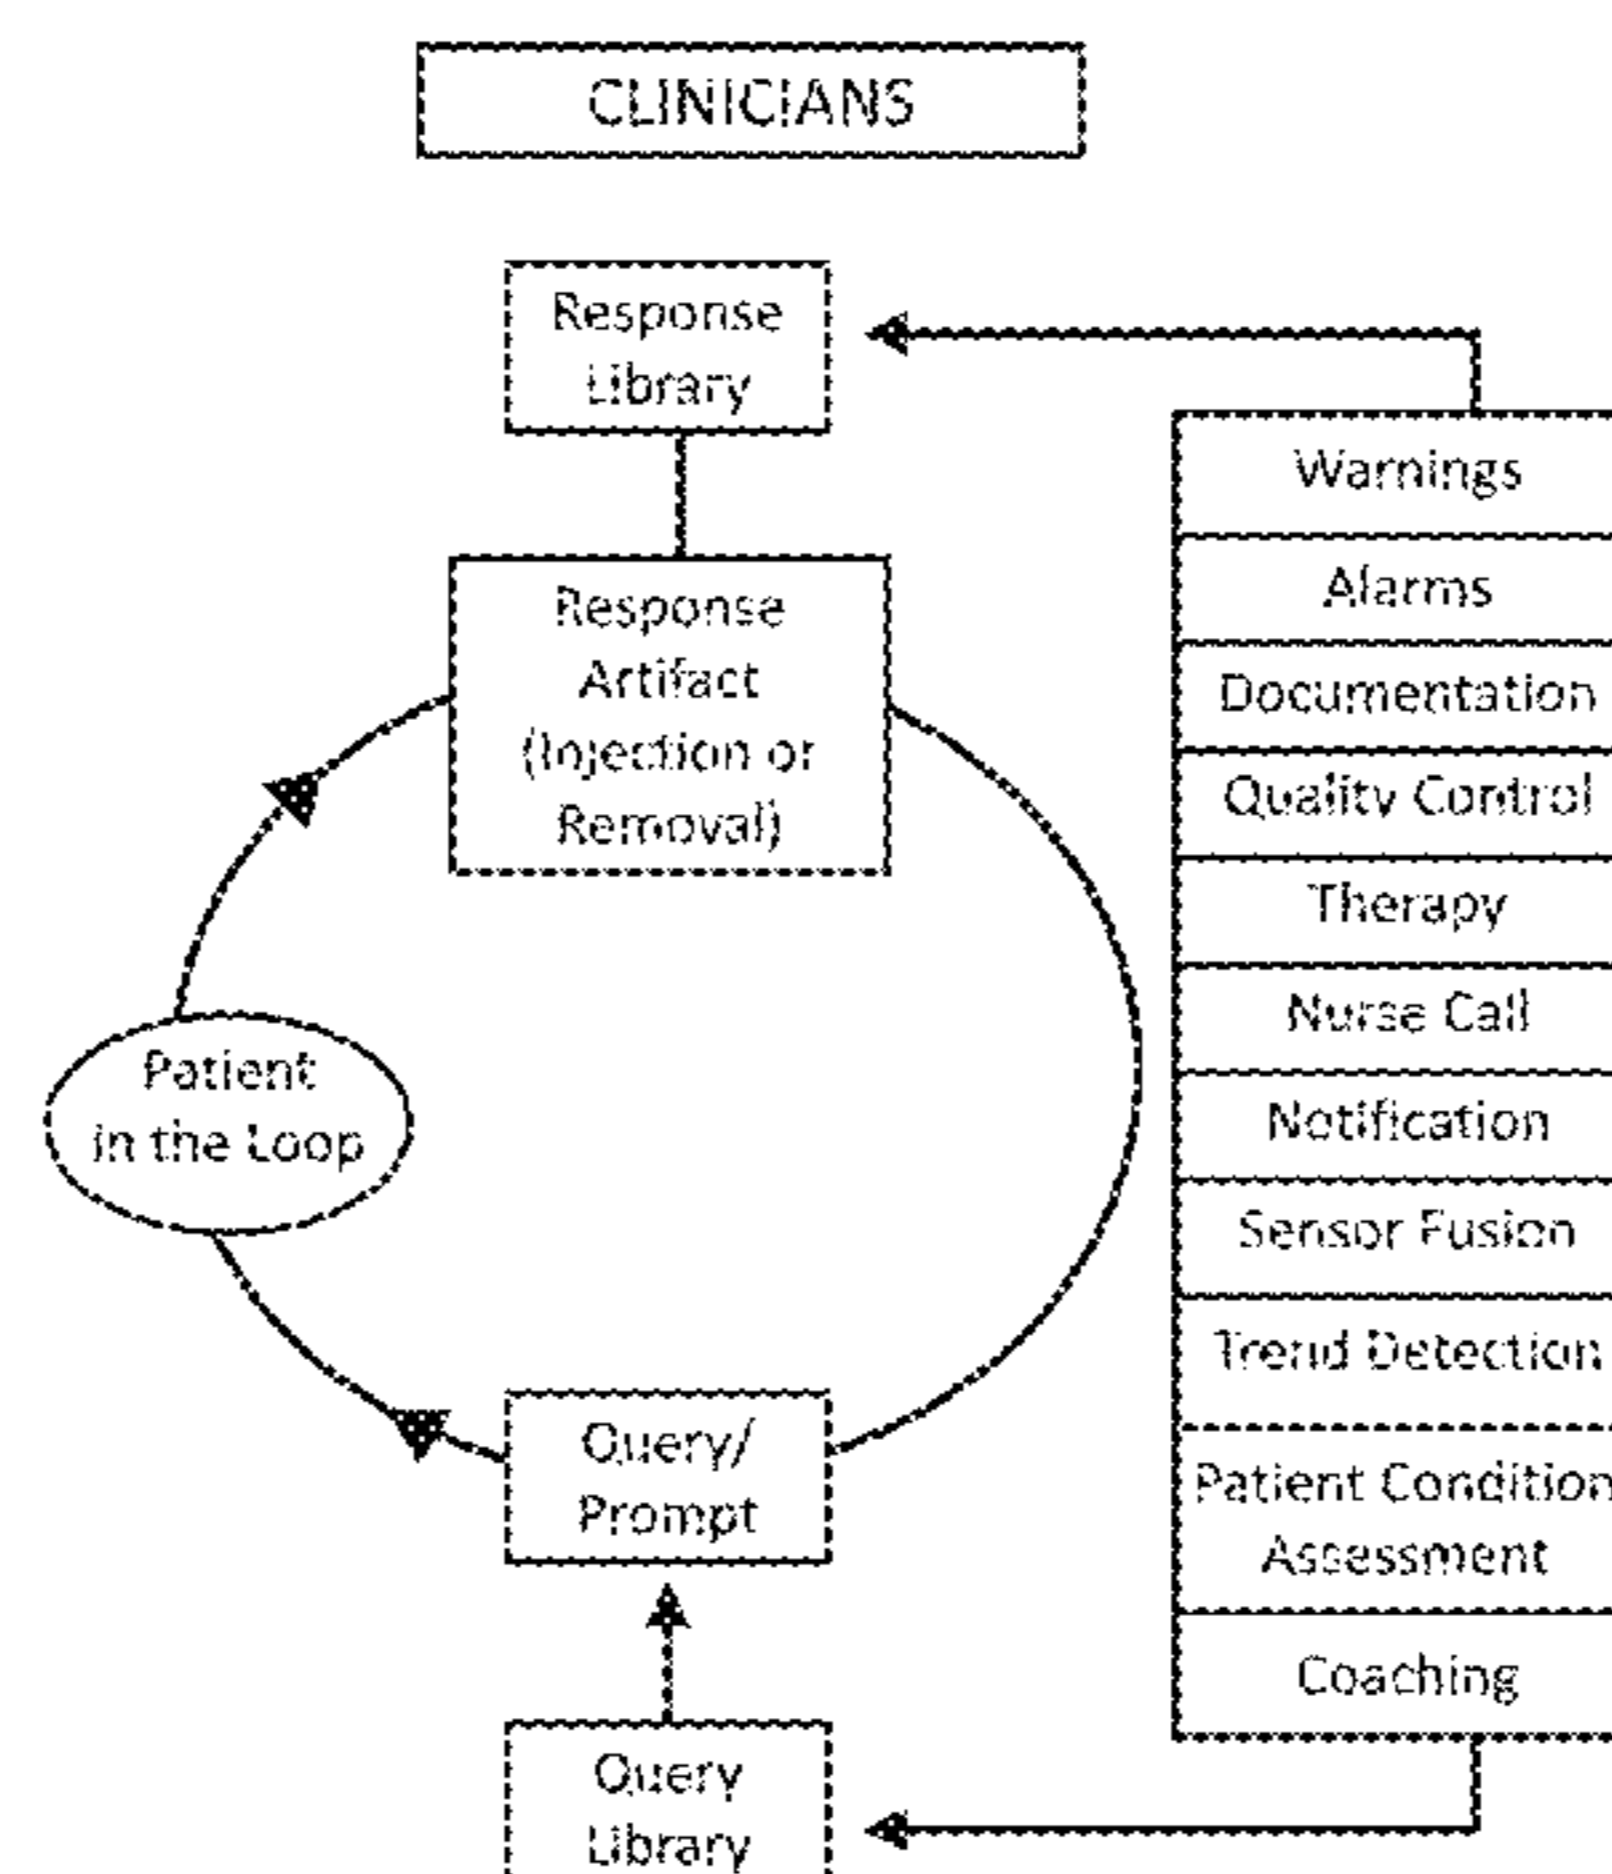 CLINICIANS
Response
Library
Response
Artifact
(Injection or
Removal)
Patient
in the Loop
Query/
Prompt
Query
Library
Warnings
Alarms
Documentation
Quality Control
Therapy
Nurse Call
Notification
Sensor Fusion
Trend Detection
Patient Condition
Assessment
Coaching